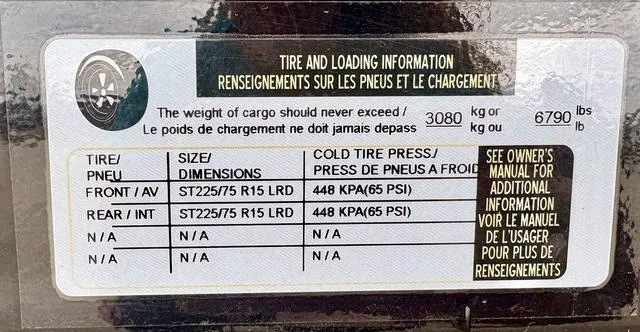 TIRE AND LOADING INFORMATION
RENSEIGNEMENTS SUR LES PNEUS ET LE CHARGEMENT
The weight of cargo should never exceed / 3080 kg or 6790 lbs
Le poids de chargement ne doit jamais depass kg ou lb
TIRE/ SIZE/ COLD TIRE PRESS./
PNEU DIMENSIONS PRESS DE PNEUS A FROID
FRONT / AV ST225/75 R15 LRD 448 KPA(65 PSI)
REAR / INT ST225/75 R15 LRD 448 KPA(65 PSI)
N / A N / A N / A
N / A N / A N / A
SEE OWNER'S
MANUAL FOR
ADDITIONAL
INFORMATION
VOIR LE MANUEL
DE L'USAGER
POUR PLUS DE
RENSEIGNEMENTS